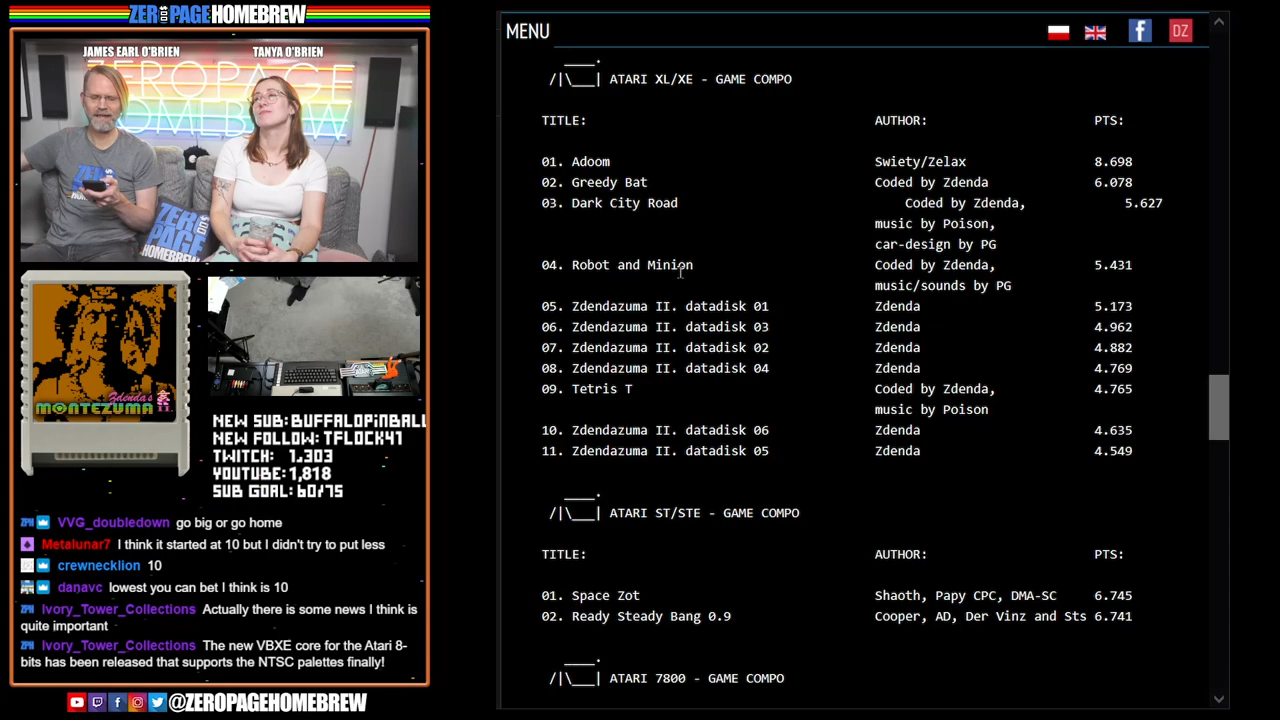 ZEROPAGE HOMEBREW
JAMES EARL O'BRIEN
TANYA O'BRIEN
ZEROPAGE
HOMEBREW
HOMEBREW
Zdenda's
MONTEZUMA II.
NEW SUB: BUFFALOPINBALL
NEW FOLLOW: TFLOCK41
TWITCH: 1,303
YOUTUBE: 1,818
SUB GOAL: 60/75
VVG_doubledown go big or go home
Metalunar7 I think it started at 10 but I didn't try to put less
crewnecklion 10
danavc lowest you can bet I think is 10
Ivory_Tower_Collections Actually there is some news I think is
quite important
Ivory_Tower_Collections The new VBXE core for the Atari 8-
bits has been released that supports the NTSC palettes finally!
@ZEROPAGEHOMEBREW
MENU
f DZ
/|\___| ATARI XL/XE - GAME COMPO
TITLE: AUTHOR: PTS:
01. Adoom Swiety/Zelax 8.698
02. Greedy Bat Coded by Zdenda 6.078
03. Dark City Road Coded by Zdenda, 5.627
music by Poison,
car-design by PG
04. Robot and Minion Coded by Zdenda, 5.431
music/sounds by PG
05. Zdendazuma II. datadisk 01 Zdenda 5.173
06. Zdendazuma II. datadisk 03 Zdenda 4.962
07. Zdendazuma II. datadisk 02 Zdenda 4.882
08. Zdendazuma II. datadisk 04 Zdenda 4.769
09. Tetris T Coded by Zdenda, 4.765
music by Poison
10. Zdendazuma II. datadisk 06 Zdenda 4.635
11. Zdendazuma II. datadisk 05 Zdenda 4.549
/|\___| ATARI ST/STE - GAME COMPO
TITLE: AUTHOR: PTS:
01. Space Zot Shaoth, Papy CPC, DMA-SC 6.745
02. Ready Steady Bang 0.9 Cooper, AD, Der Vinz and Sts 6.741
/|\___| ATARI 7800 - GAME COMPO